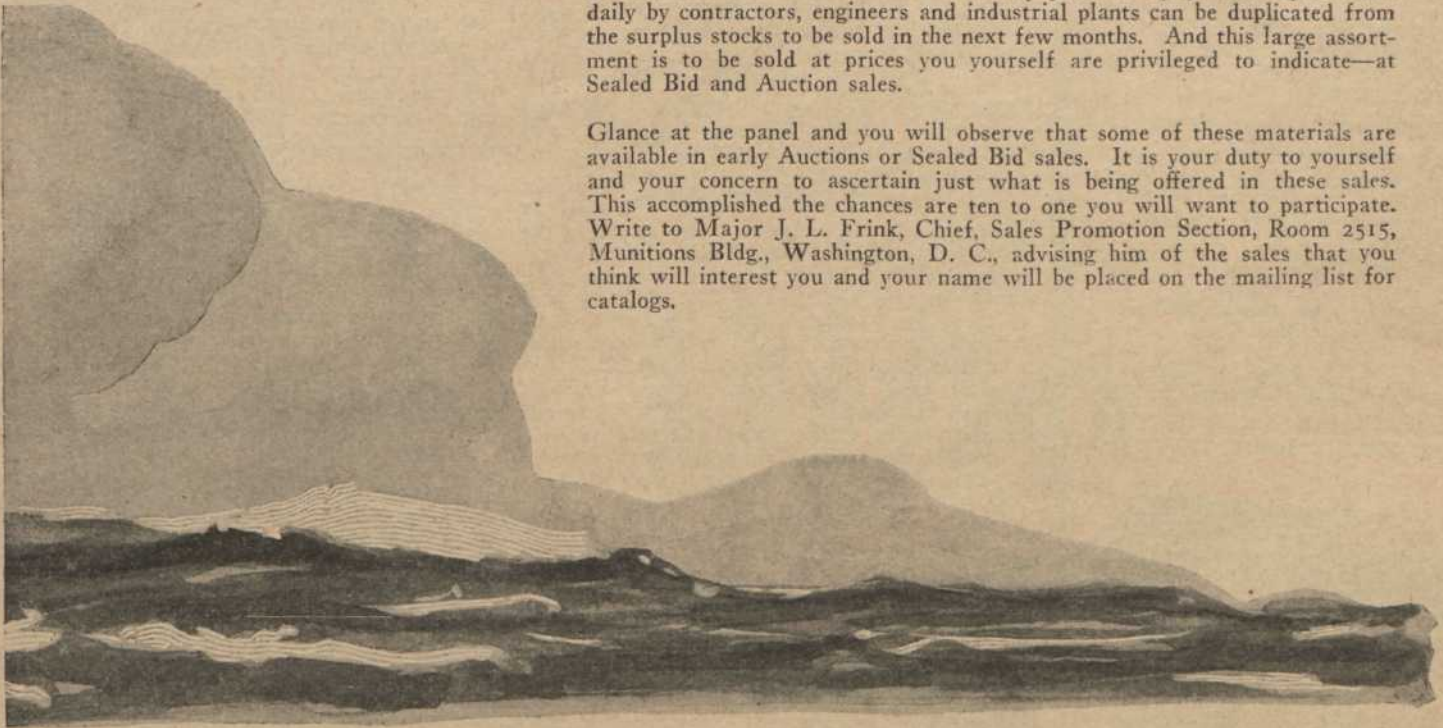 daily by contractors, engineers and industrial plants can be duplicated from
the surplus stocks to be sold in the next few months. And this large assort-
ment is to be sold at prices you yourself are privileged to indicate—at
Sealed Bid and Auction sales.
Glance at the panel and you will observe that some of these materials are
available in early Auctions or Sealed Bid sales. It is your duty to yourself
and your concern to ascertain just what is being offered in these sales.
This accomplished the chances are ten to one you will want to participate.
Write to Major J. L. Frink, Chief, Sales Promotion Section, Room 2515,
Munitions Bldg., Washington, D. C., advising him of the sales that you
think will interest you and your name will be placed on the mailing list for
catalogs.